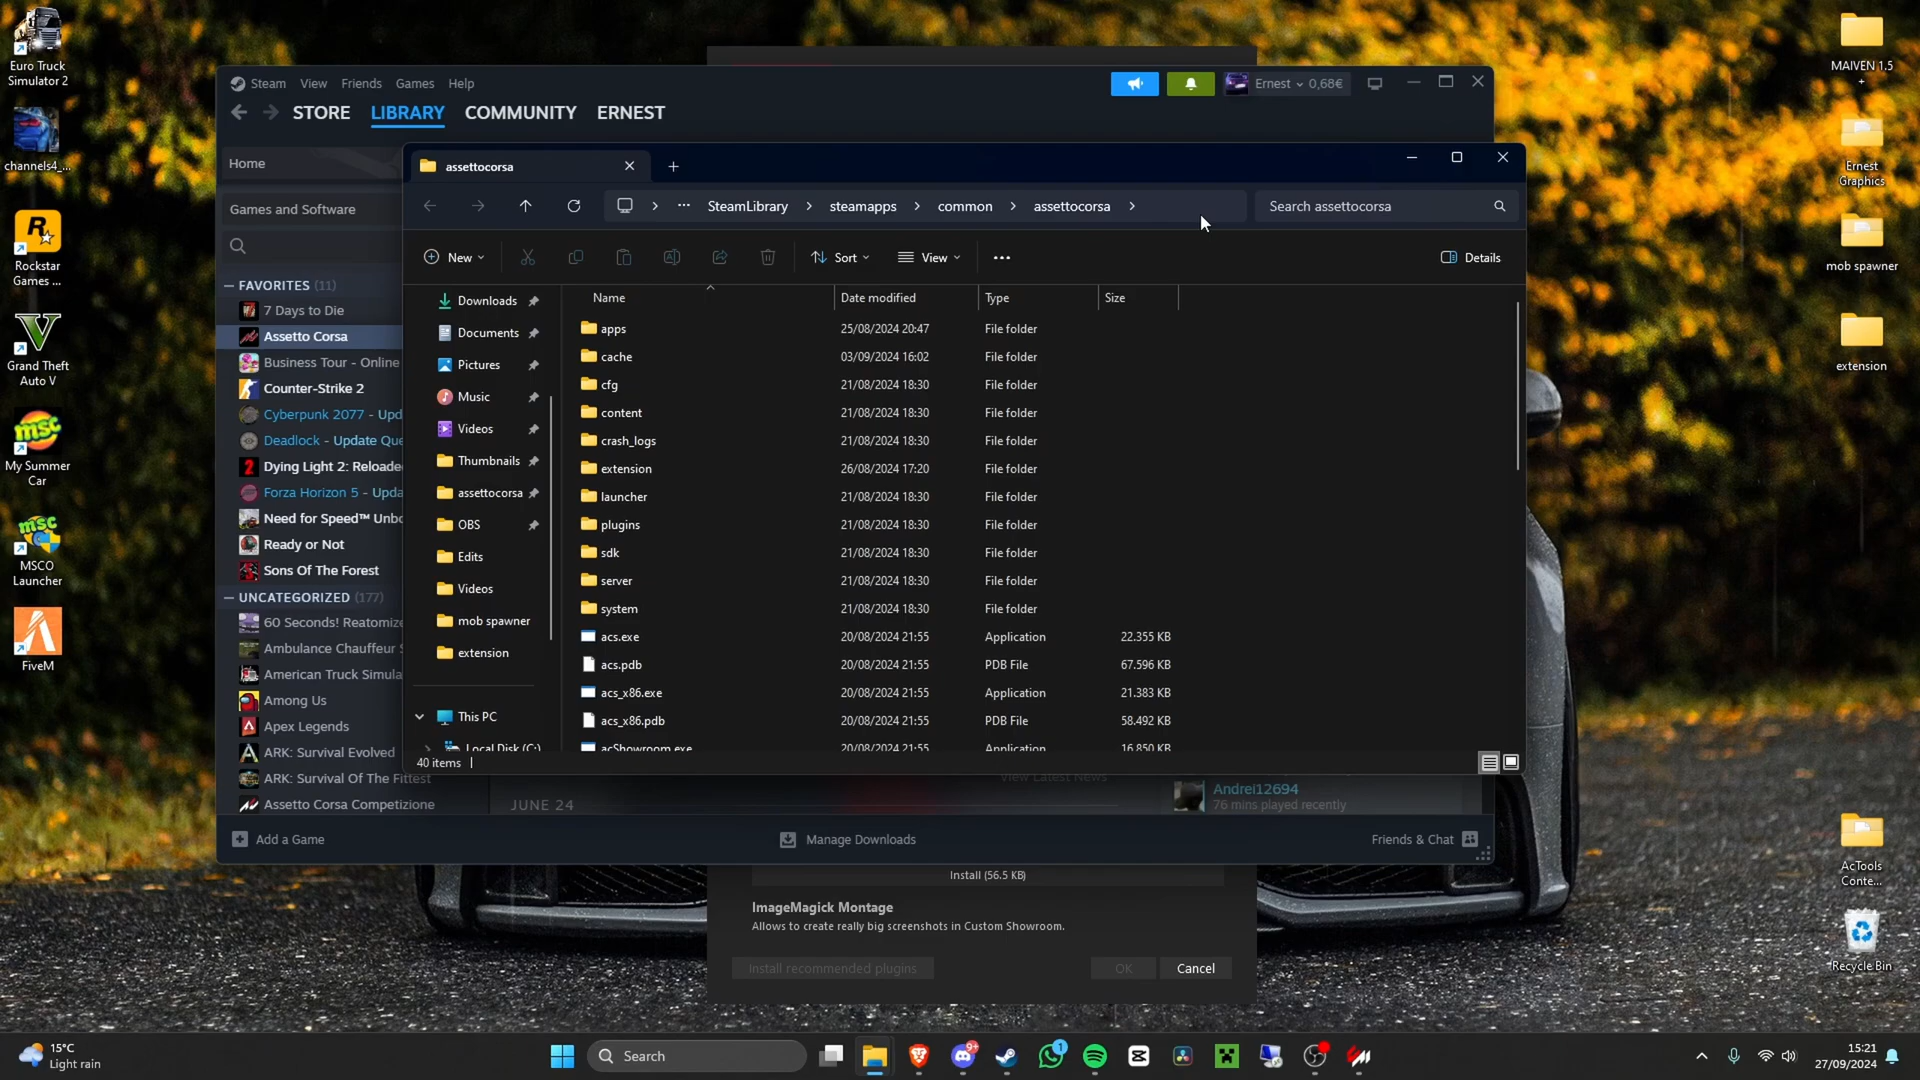 Euro Truck
Simulator 2
channels4_...
Rockstar
Games ...
Grand Theft
Auto V
My Summer
Car
MSCO
Launcher
FiveM
Steam View Friends Games Help
Ernest 0,68€
STORE LIBRARY COMMUNITY ERNEST
Home
Games and Software
FAVORITES (11)
7 Days to Die
Assetto Corsa
Business Tour - Online
Counter-Strike 2
Cyberpunk 2077 - Upd
Deadlock - Update Que
Dying Light 2: Reloade
Forza Horizon 5 - Upda
Need for Speed™ Unbo
Ready or Not
Sons Of The Forest
UNCATEGORIZED (177)
60 Seconds! Reatomize
Ambulance Chauffeur S
American Truck Simula
Among Us
Apex Legends
ARK: Survival Evolved
ARK: Survival Of The Fittest
Assetto Corsa Competizione
Add a Game
assettocorsa
SteamLibrary steamapps common assettocorsa
Search assettocorsa
New Sort View Details
Downloads
Documents
Pictures
Music
Videos
Thumbnails
assettocorsa
OBS
Edits
Videos
mob spawner
extension
This PC
Local Disk (C:)
Name Date modified Type Size
apps 25/08/2024 20:47 File folder
cache 03/09/2024 16:02 File folder
cfg 21/08/2024 18:30 File folder
content 21/08/2024 18:30 File folder
crash_logs 21/08/2024 18:30 File folder
extension 26/08/2024 17:20 File folder
launcher 21/08/2024 18:30 File folder
plugins 21/08/2024 18:30 File folder
sdk 21/08/2024 18:30 File folder
server 21/08/2024 18:30 File folder
system 21/08/2024 18:30 File folder
acs.exe 20/08/2024 21:55 Application 22.355 KB
acs.pdb 20/08/2024 21:55 PDB File 67.596 KB
acs_x86.exe 20/08/2024 21:55 Application 21.383 KB
acs_x86.pdb 20/08/2024 21:55 PDB File 58.492 KB
acShowroom.exe 20/08/2024 21:55 Application 16.850 KB
40 items
View Latest News
JUNE 24
Andrei12694
76 mins played recently
Manage Downloads
Friends & Chat
Install (56.5 KB)
ImageMagick Montage
Allows to create really big screenshots in Custom Showroom.
Install recommended plugins OK Cancel
MAIVEN 1.5
+
Ernest
Graphics
mob spawner
extension
AcTools
Conte...
Recycle Bin
15°C
Light rain
Search
9+
1
15:21
27/09/2024